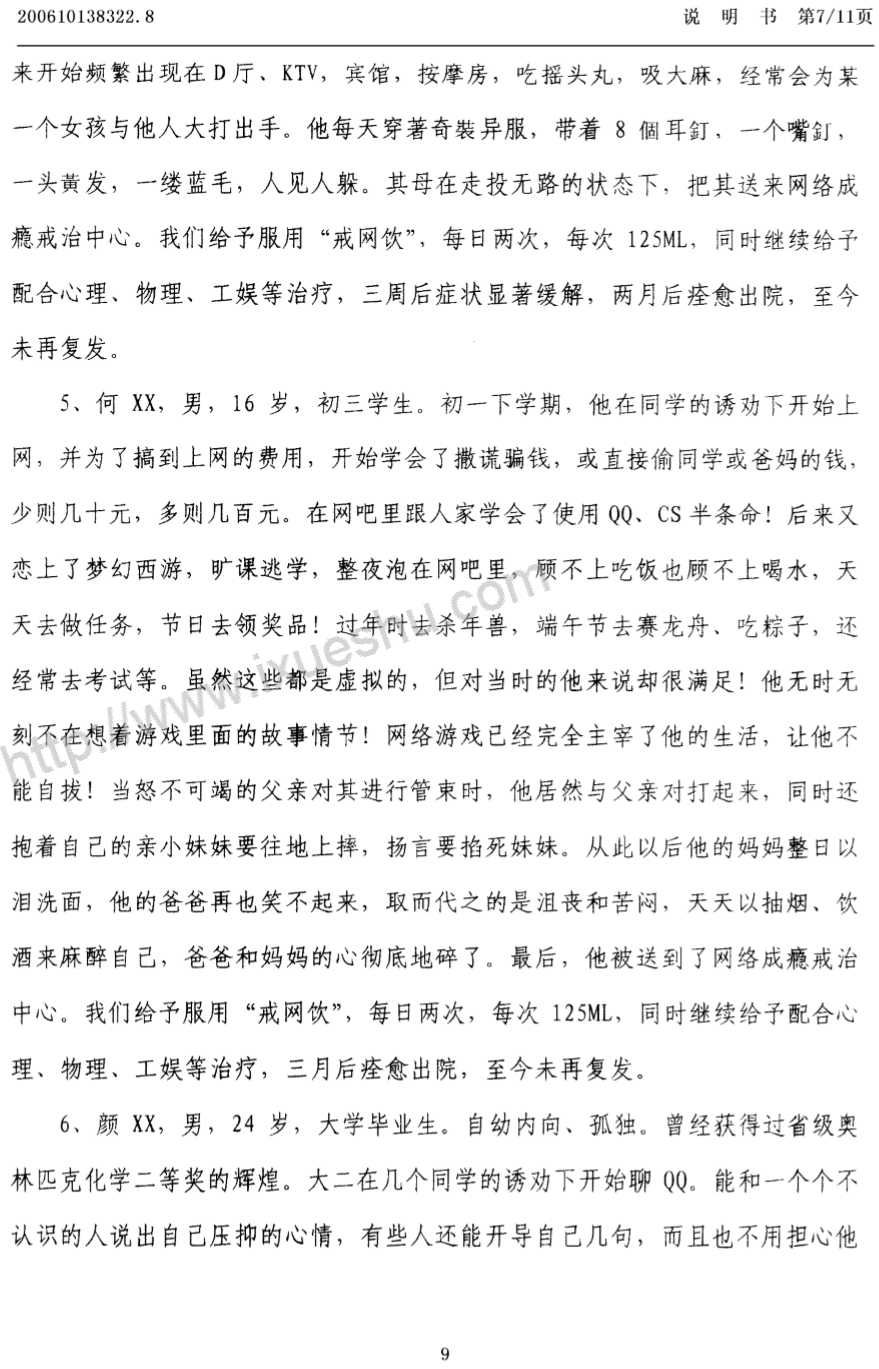 200610138322.8 说 明 书 第7/11页
来开始频繁出现在 D 厅、KTV，宾馆，按摩房，吃摇头丸，吸大麻，经常会为某
一个女孩与他人大打出手。他每天穿著奇裝异服，带着 8 個耳釘，一个嘴釘，
一头黄发，一缕蓝毛，人见人躲。其母在走投无路的状态下，把其送来网络成
瘾戒治中心。我们给予服用“戒网饮”，每日两次，每次 125ML，同时继续给予
配合心理、物理、工娱等治疗，三周后症状显著缓解，两月后痊愈出院，至今
未再复发。
5、何 XX，男，16 岁，初三学生。初一下学期，他在同学的诱劝下开始上
网，并为了搞到上网的费用，开始学会了撒谎骗钱，或直接偷同学或爸妈的钱，
少则几十元，多则几百元。在网吧里跟人家学会了使用 QQ、CS 半条命！后来又
恋上了梦幻西游，旷课逃学，整夜泡在网吧里，顾不上吃饭也顾不上喝水，天
天去做任务，节日去领奖品！过年时去杀年兽，端午节去赛龙舟、吃粽子，还
经常去考试等。虽然这些都是虚拟的，但对当时的他来说却很满足！他无时无
刻不在想着游戏里面的故事情节！网络游戏已经完全主宰了他的生活，让他不
能自拔！当怒不可竭的父亲对其进行管束时，他居然与父亲对打起来，同时还
抱着自己的亲小妹妹要往地上摔，扬言要掐死妹妹。从此以后他的妈妈整日以
泪洗面，他的爸爸再也笑不起来，取而代之的是沮丧和苦闷，天天以抽烟、饮
酒来麻醉自己，爸爸和妈妈的心彻底地碎了。最后，他被送到了网络成瘾戒治
中心。我们给予服用“戒网饮”，每日两次，每次 125ML，同时继续给予配合心
理、物理、工娱等治疗，三月后痊愈出院，至今未再复发。
6、颜 XX，男，24 岁，大学毕业生。自幼内向、孤独。曾经获得过省级奥
林匹克化学二等奖的辉煌。大二在几个同学的诱劝下开始聊 QQ。能和一个个不
认识的人说出自己压抑的心情，有些人还能开导自己几句，而且也不用担心他
9
http://www.ixueshu.com